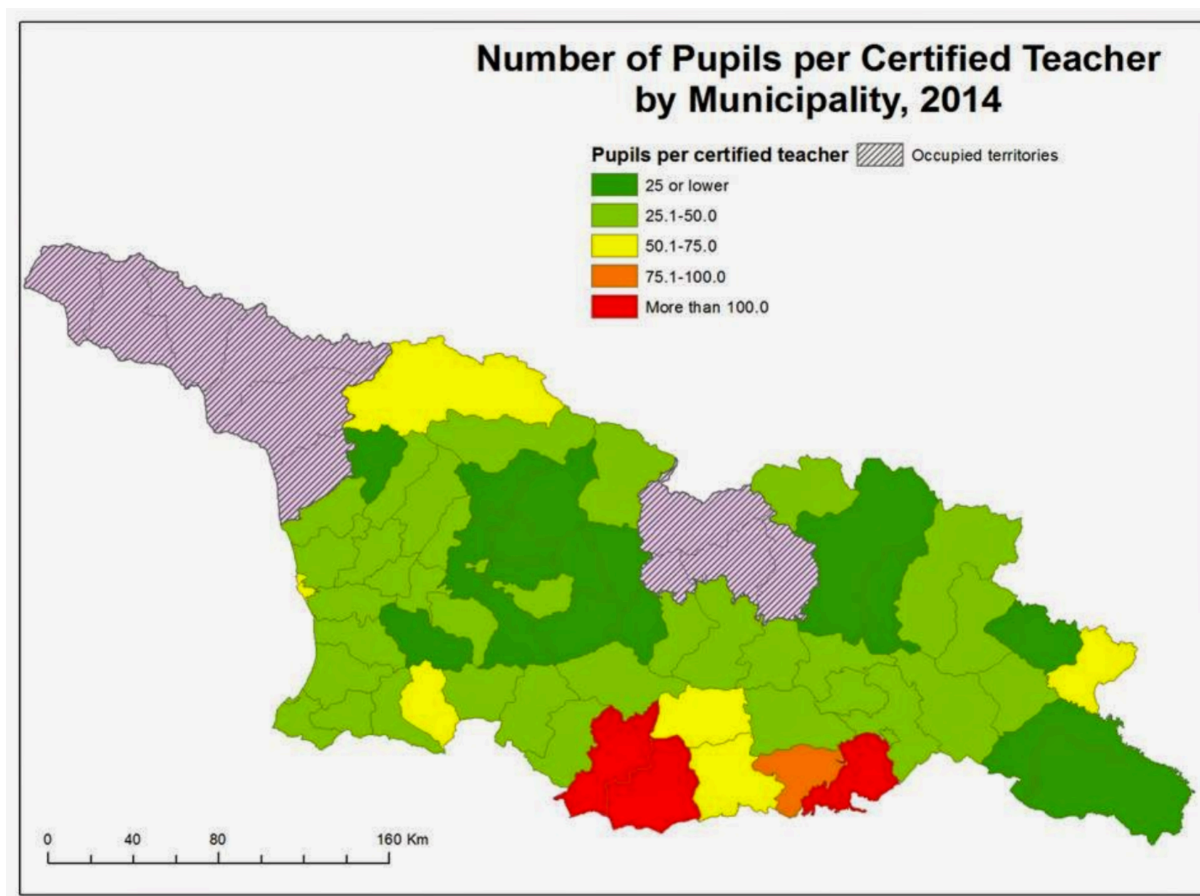 Number of Pupils per Certified Teacher
by Municipality, 2014
Pupils per certified teacher
Occupied territories
25 or lower
25.1-50.0
50.1-75.0
75.1-100.0
More than 100.0
0 40 80 160 Km